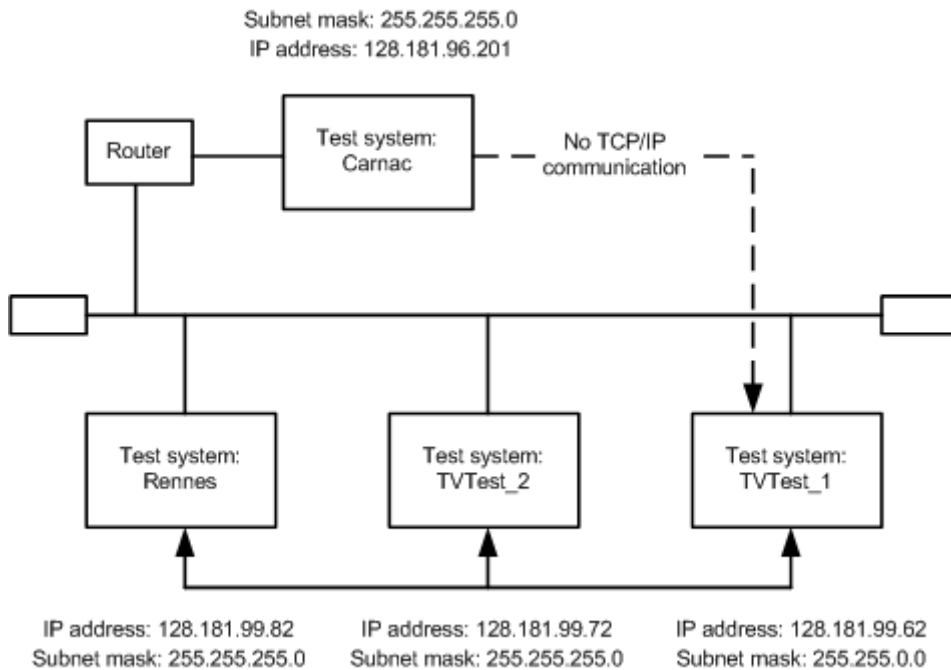 Subnet mask: 255.255.255.0
IP address: 128.181.96.201
Router
Test system:
Carnac
No TCP/IP
communication
Test system:
Rennes
Test system:
TVTest_2
Test system:
TVTest_1
IP address: 128.181.99.82
Subnet mask: 255.255.255.0
IP address: 128.181.99.72
Subnet mask: 255.255.255.0
IP address: 128.181.99.62
Subnet mask: 255.255.0.0